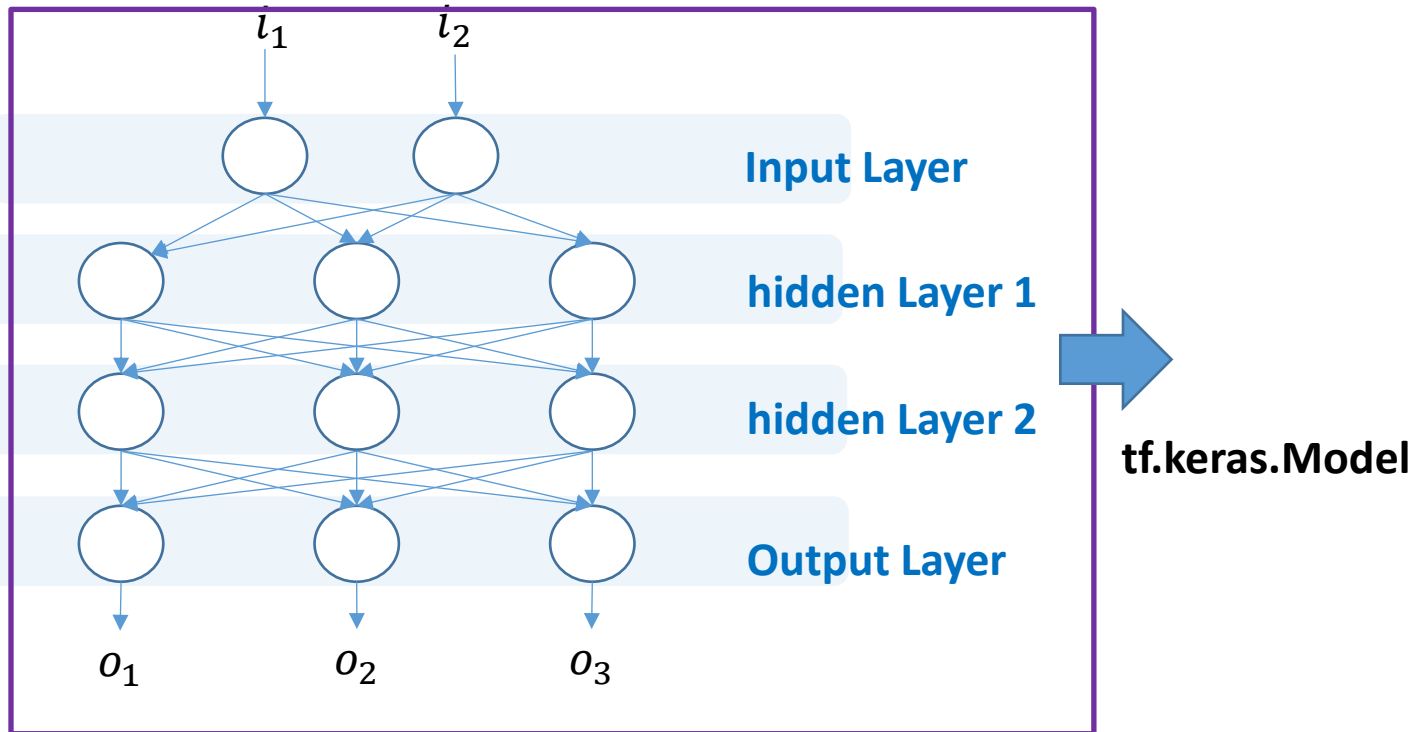 i₁ i₂
Input Layer
hidden Layer 1
hidden Layer 2
tf.keras.Model
Output Layer
o₁ o₂ o₃